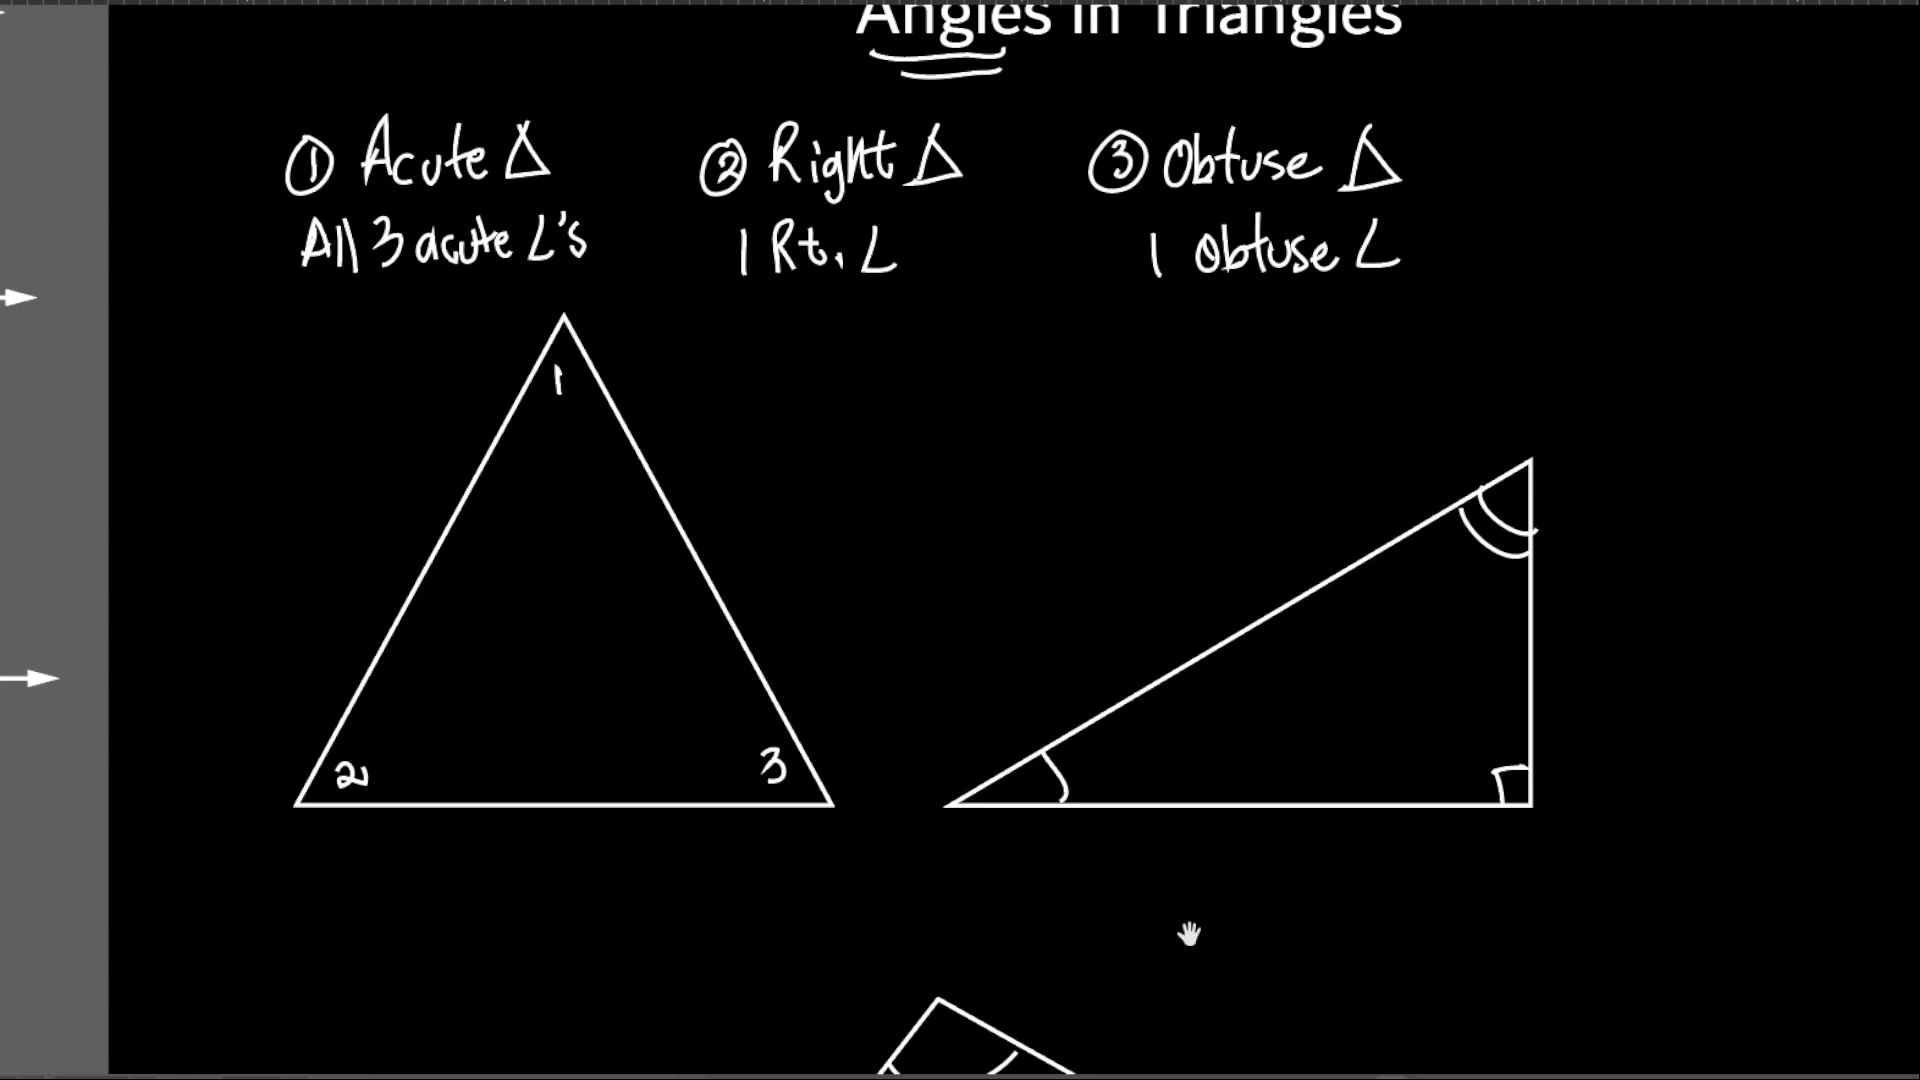 Angles in Triangles
① Acute △ ② Right △ ③ Obtuse △
All 3 acute ∠'s 1 Rt. ∠ 1 Obtuse ∠
1
2 3